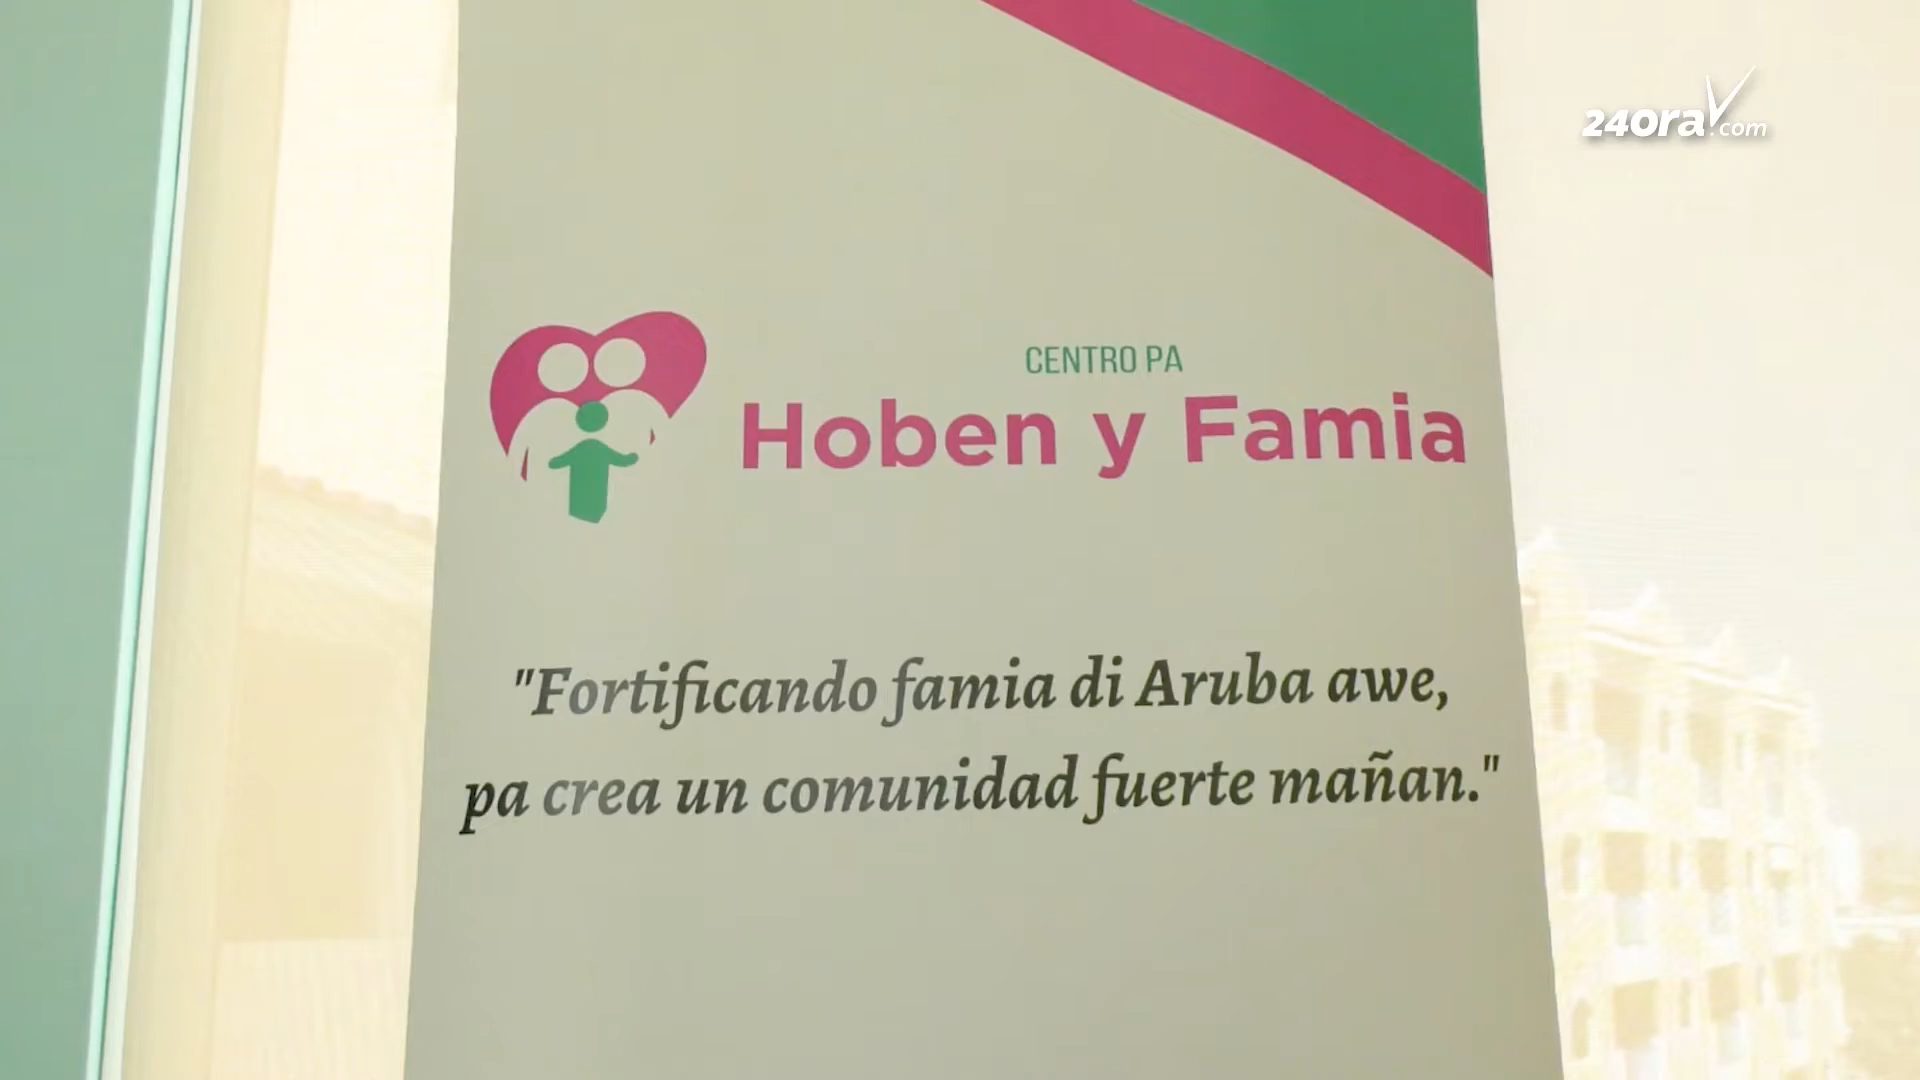 24ora.com
CENTRO PA
Hoben y Famia
"Fortificando famia di Aruba awe,
pa crea un comunidad fuerte mañan."